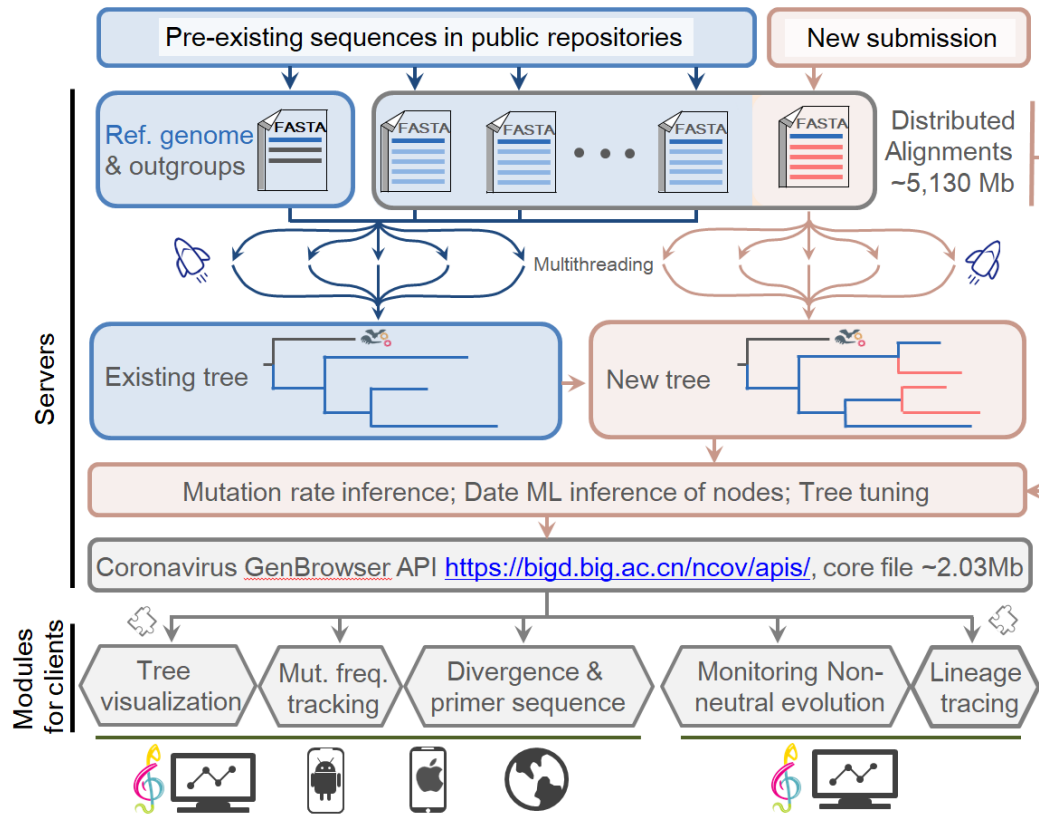 Pre-existing sequences in public repositories
New submission
Servers
Ref. genome
& outgroups
FASTA
FASTA
FASTA
FASTA
FASTA
Distributed
Alignments
~5,130 Mb
Multithreading
Existing tree
New tree
Mutation rate inference; Date ML inference of nodes; Tree tuning
Coronavirus GenBrowser API https://bigd.big.ac.cn/ncov/apis/, core file ~2.03Mb
Modules
for clients
Tree
visualization
Mut. freq.
tracking
Divergence &
primer sequence
Monitoring Non-
neutral evolution
Lineage
tracing